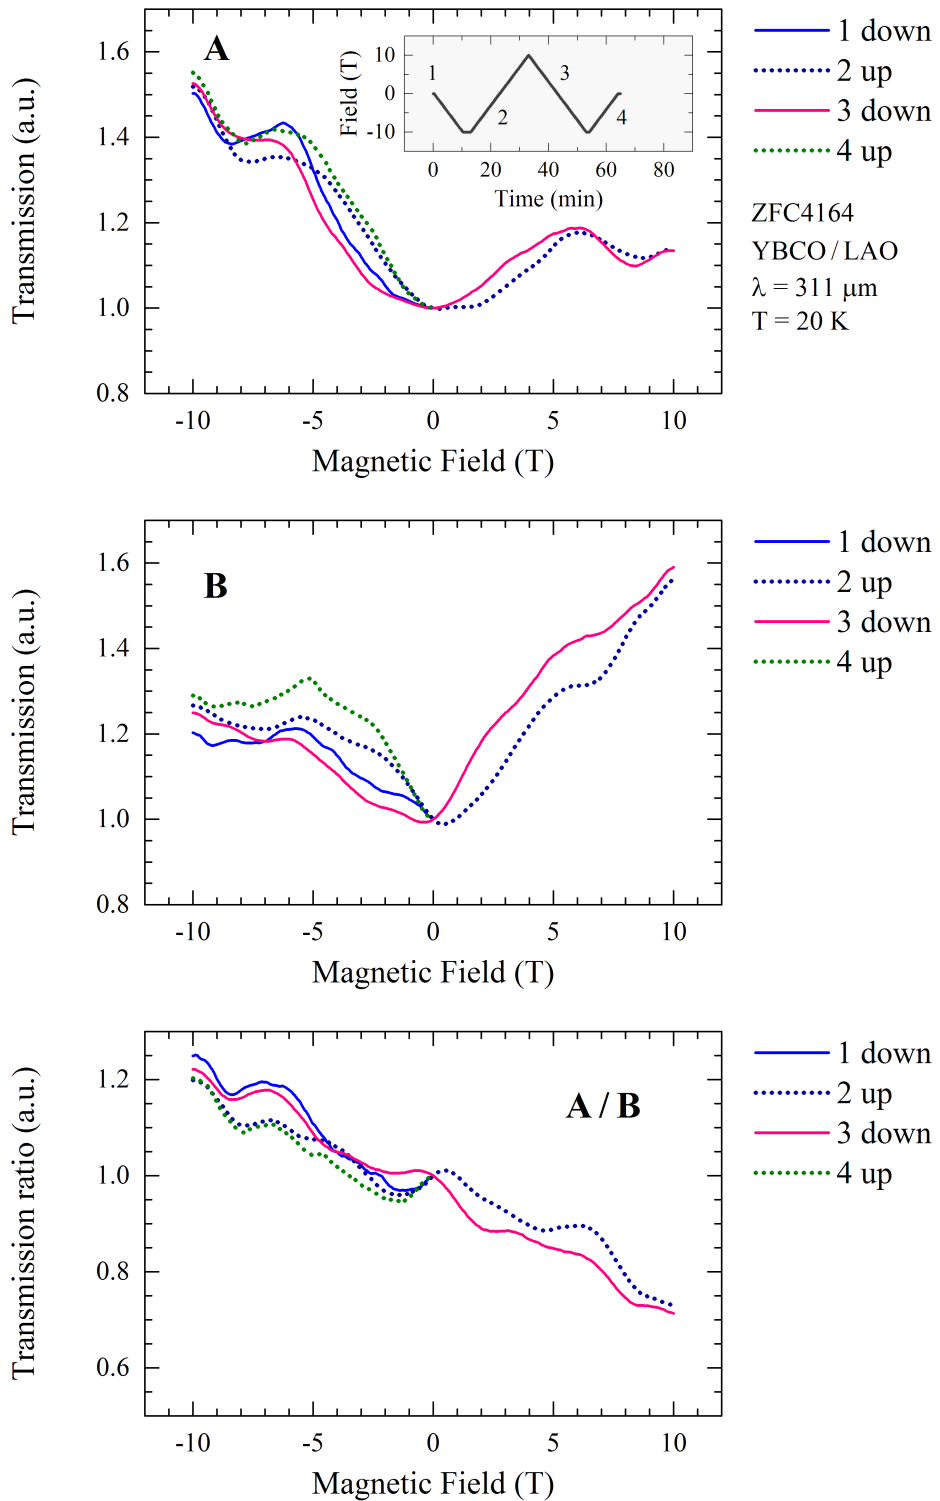 A
1 down
2 up
3 down
4 up
ZFC4164
YBCO / LAO
λ = 311 μm
T = 20 K
Transmission (a.u.)
1.6
1.4
1.2
1.0
0.8
-10
-5
0
5
10
Magnetic Field (T)
Field (T)
10
0
-10
1
2
3
4
0
20
40
60
80
Time (min)
B
1 down
2 up
3 down
4 up
Transmission (a.u.)
1.6
1.4
1.2
1.0
0.8
-10
-5
0
5
10
Magnetic Field (T)
A / B
1 down
2 up
3 down
4 up
Transmission ratio (a.u.)
1.2
1.0
0.8
0.6
-10
-5
0
5
10
Magnetic Field (T)